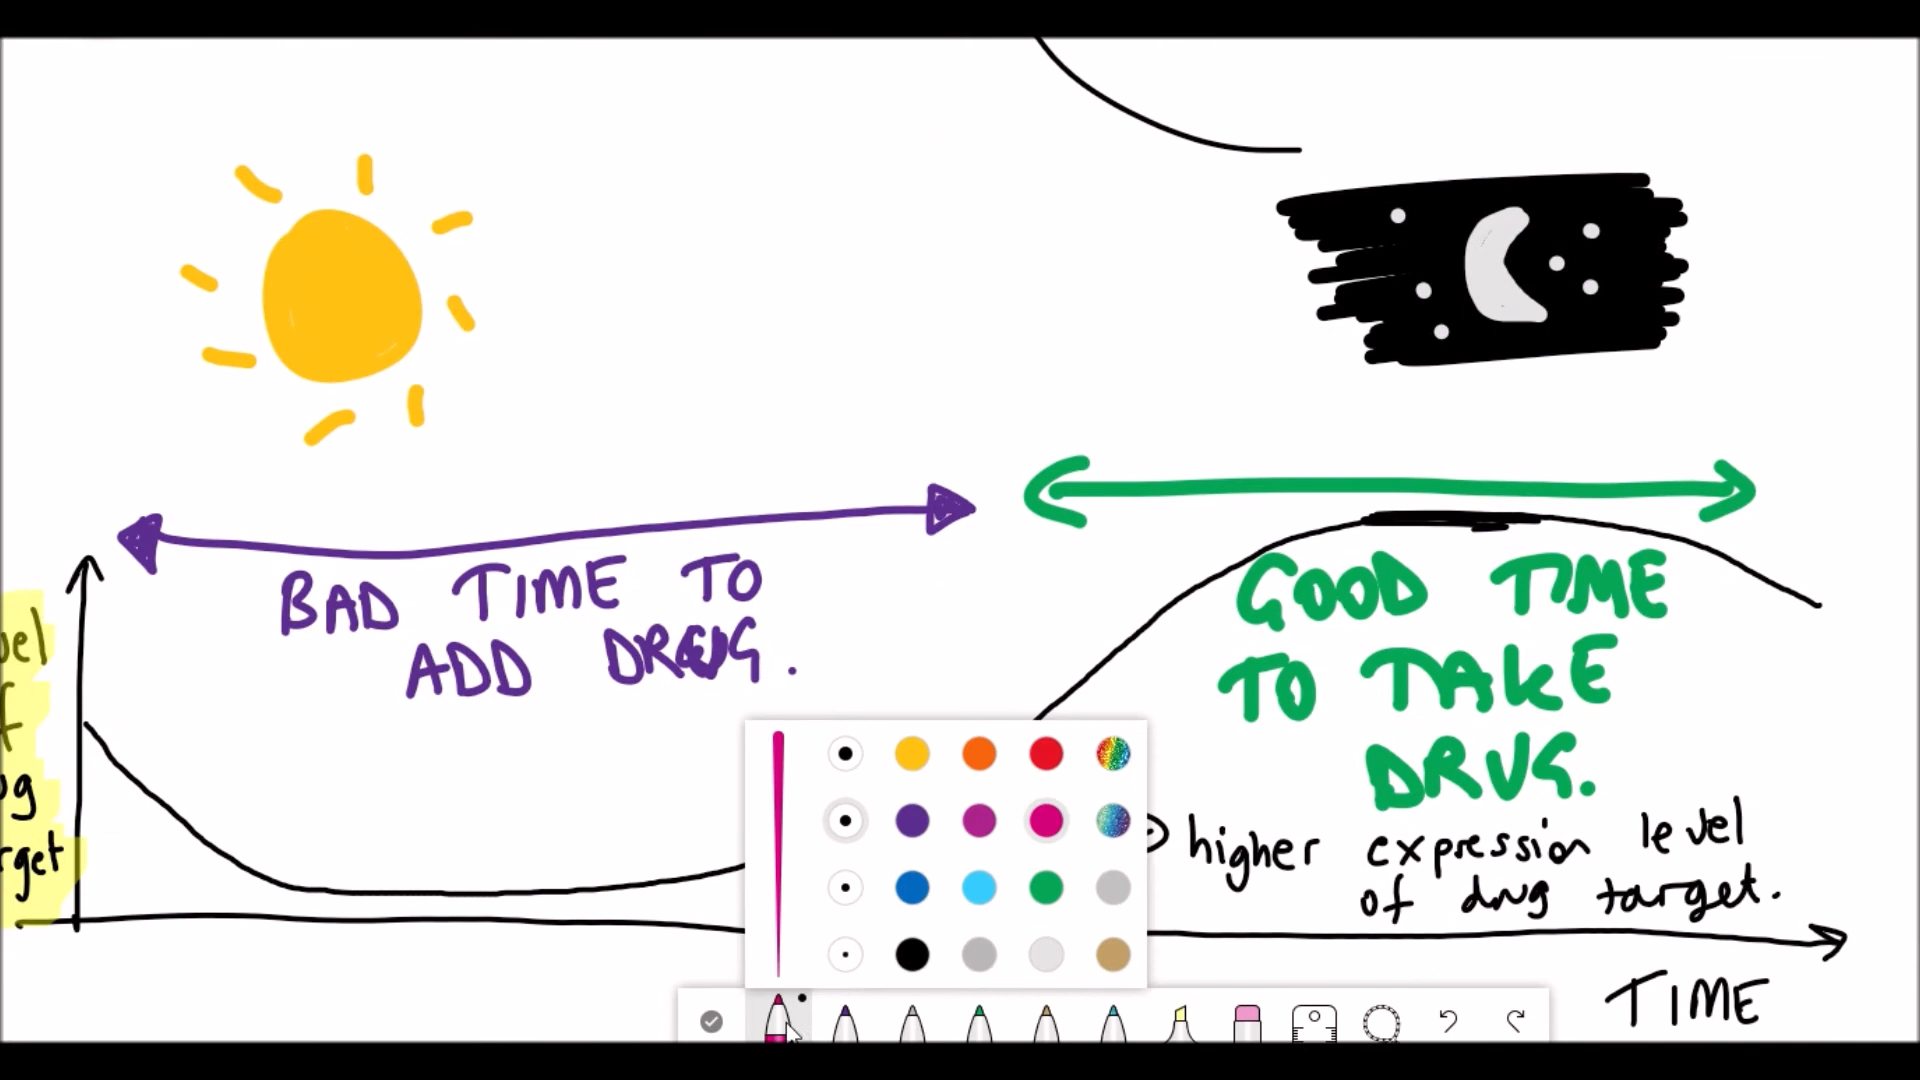 BAD TIME TO
ADD DRUG.
GOOD TIME
TO TAKE
DRUG.
higher expression level
of drug target.
TIME